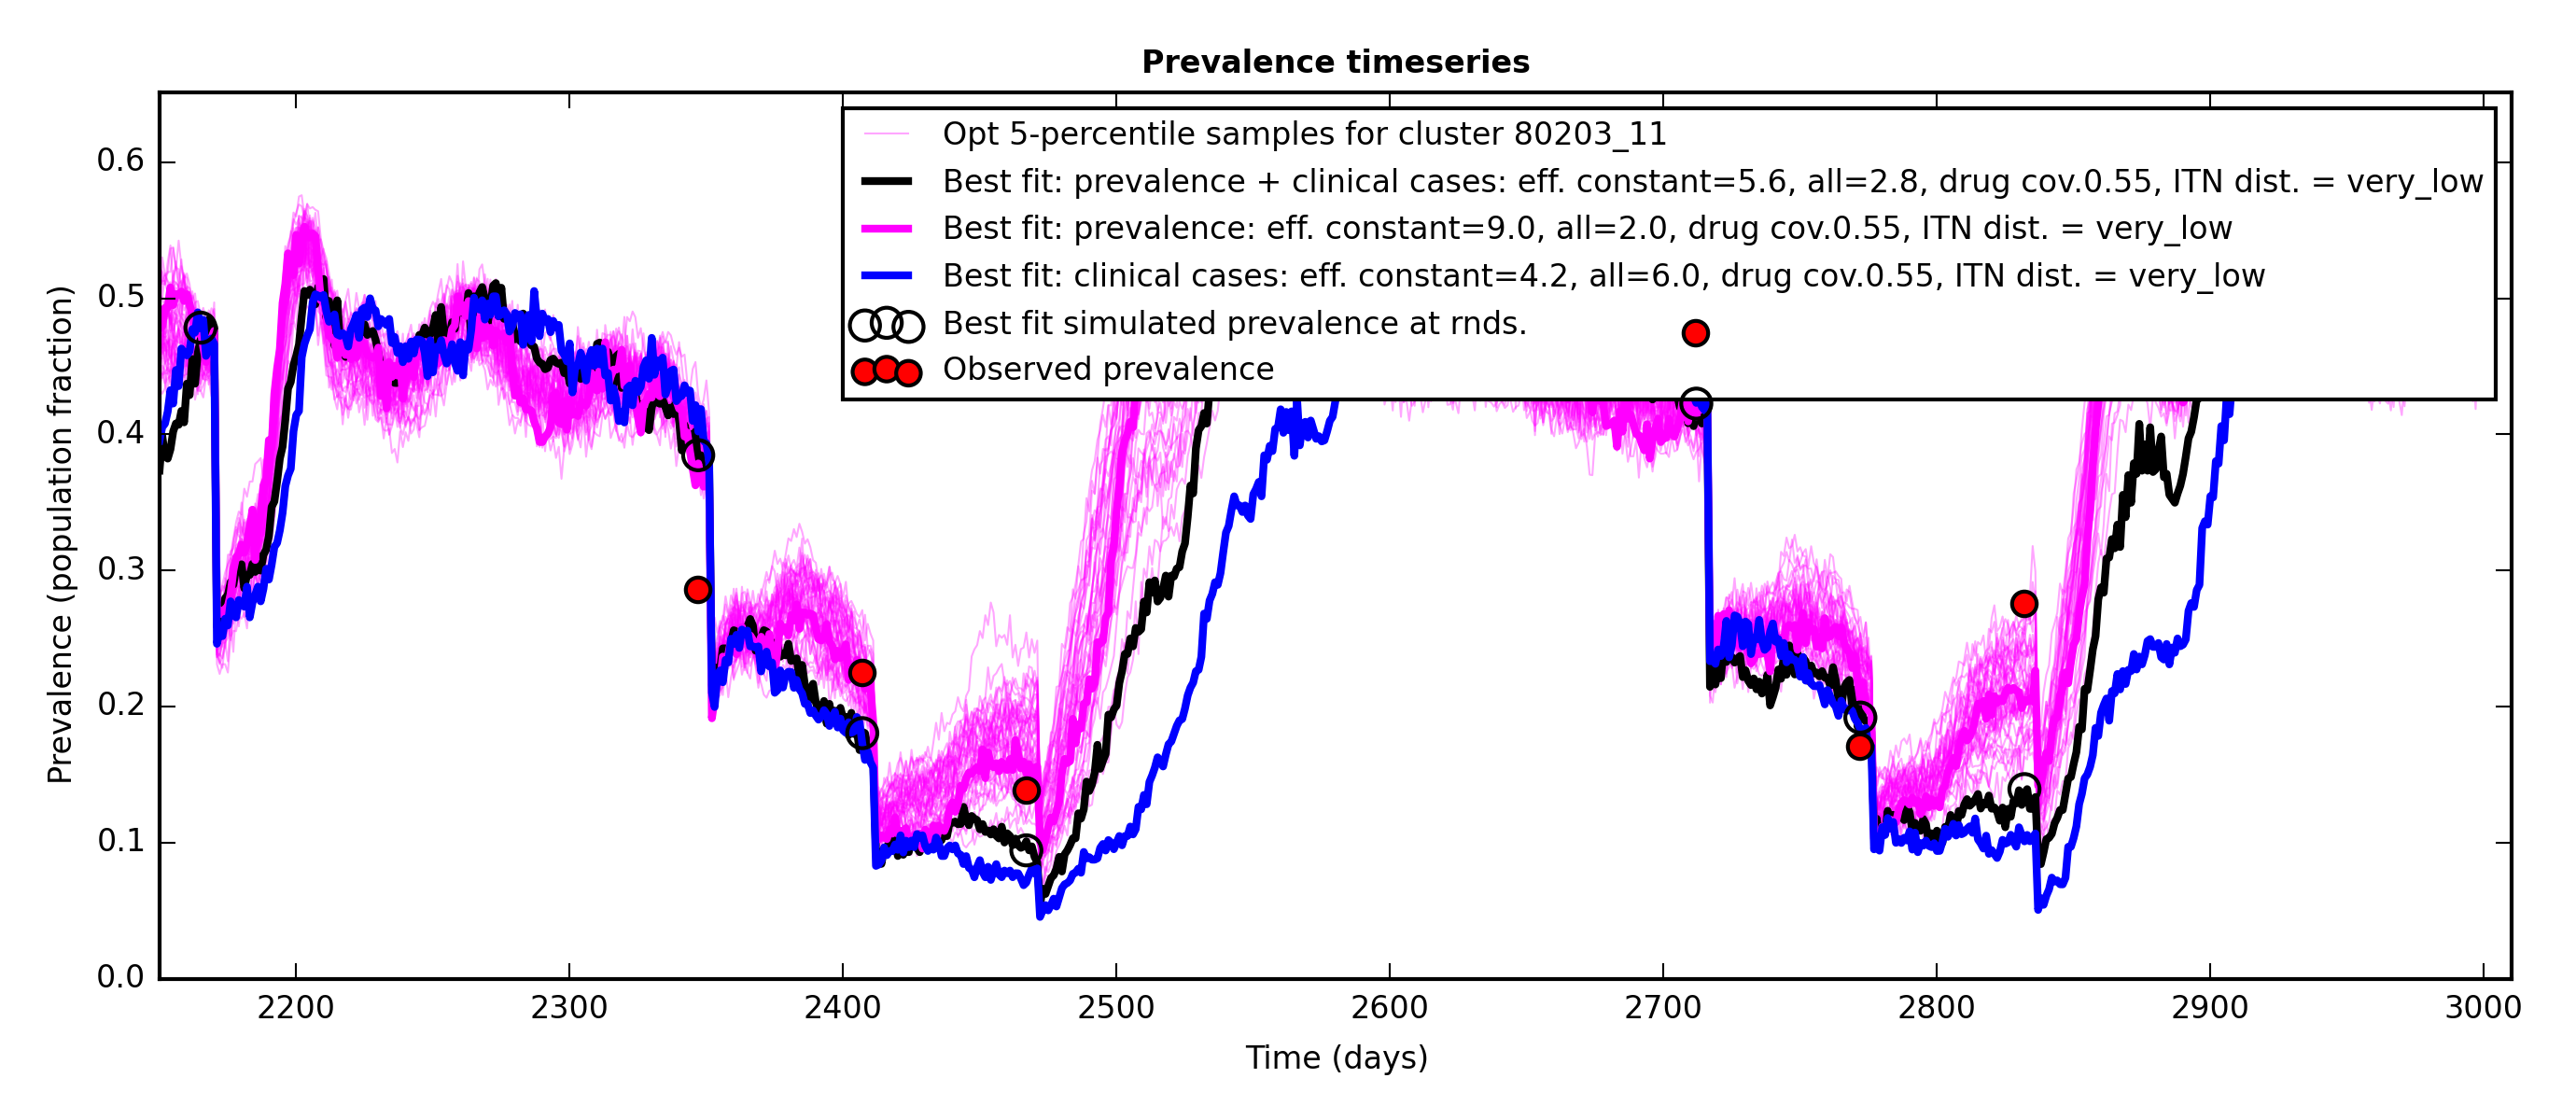 Prevalence timeseries
Opt 5-percentile samples for cluster 80203_11
Best fit: prevalence + clinical cases: eff. constant=5.6, all=2.8, drug cov.0.55, ITN dist. = very_low
Best fit: prevalence: eff. constant=9.0, all=2.0, drug cov.0.55, ITN dist. = very_low
Best fit: clinical cases: eff. constant=4.2, all=6.0, drug cov.0.55, ITN dist. = very_low
Best fit simulated prevalence at rnds.
Observed prevalence
Prevalence (population fraction)
0.6
0.5
0.4
0.3
0.2
0.1
0.0
2200 2300 2400 2500 2600 2700 2800 2900 3000
Time (days)